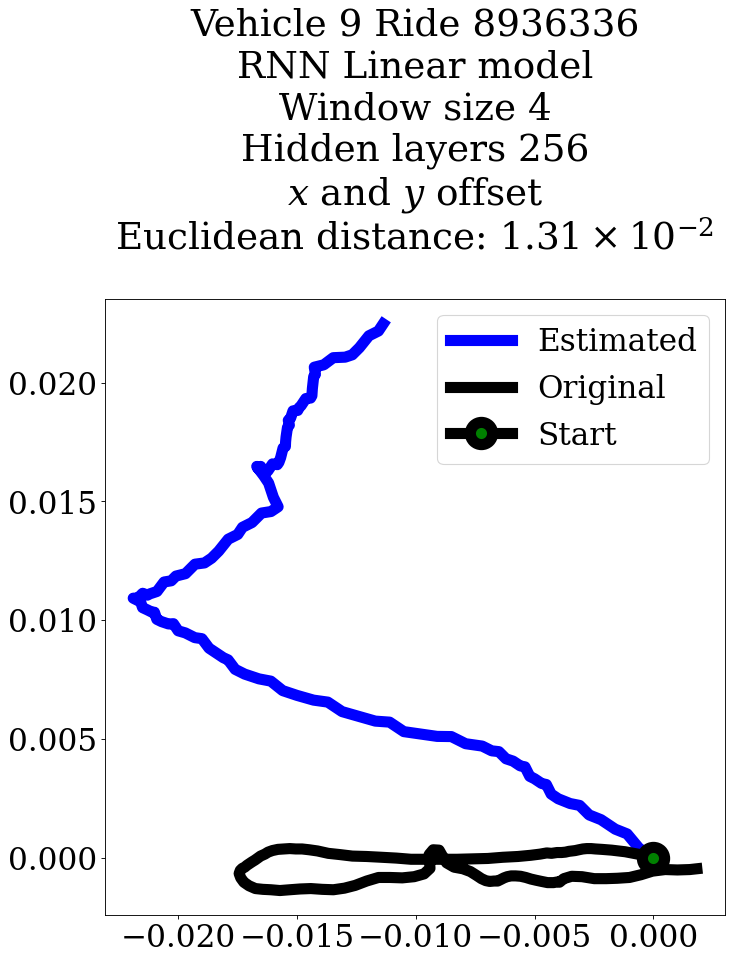 Vehicle 9 Ride 8936336
RNN Linear model
Window size 4
Hidden layers 256
x and y offset
Euclidean distance: 1.31 × 10⁻²
Estimated
Original
Start
0.020
0.015
0.010
0.005
0.000
−0.020 −0.015 −0.010 −0.005 0.000